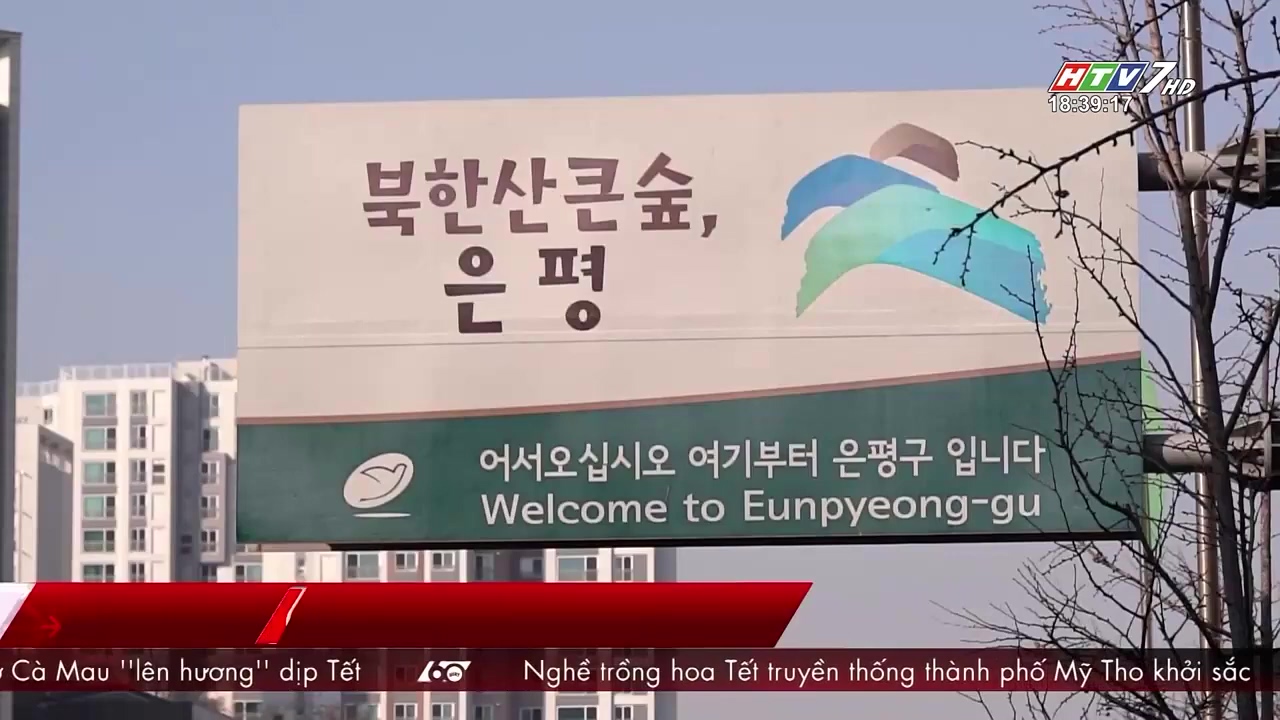 HTV7 HD
18:39:17
북한산큰숲,
은평
어서오십시오 여기부터 은평구 입니다
Welcome to Eunpyeong-gu
Cà Mau ''lên hương'' dịp Tết
60 giây
Nghề trồng hoa Tết truyền thống thành phố Mỹ Tho khởi sắc